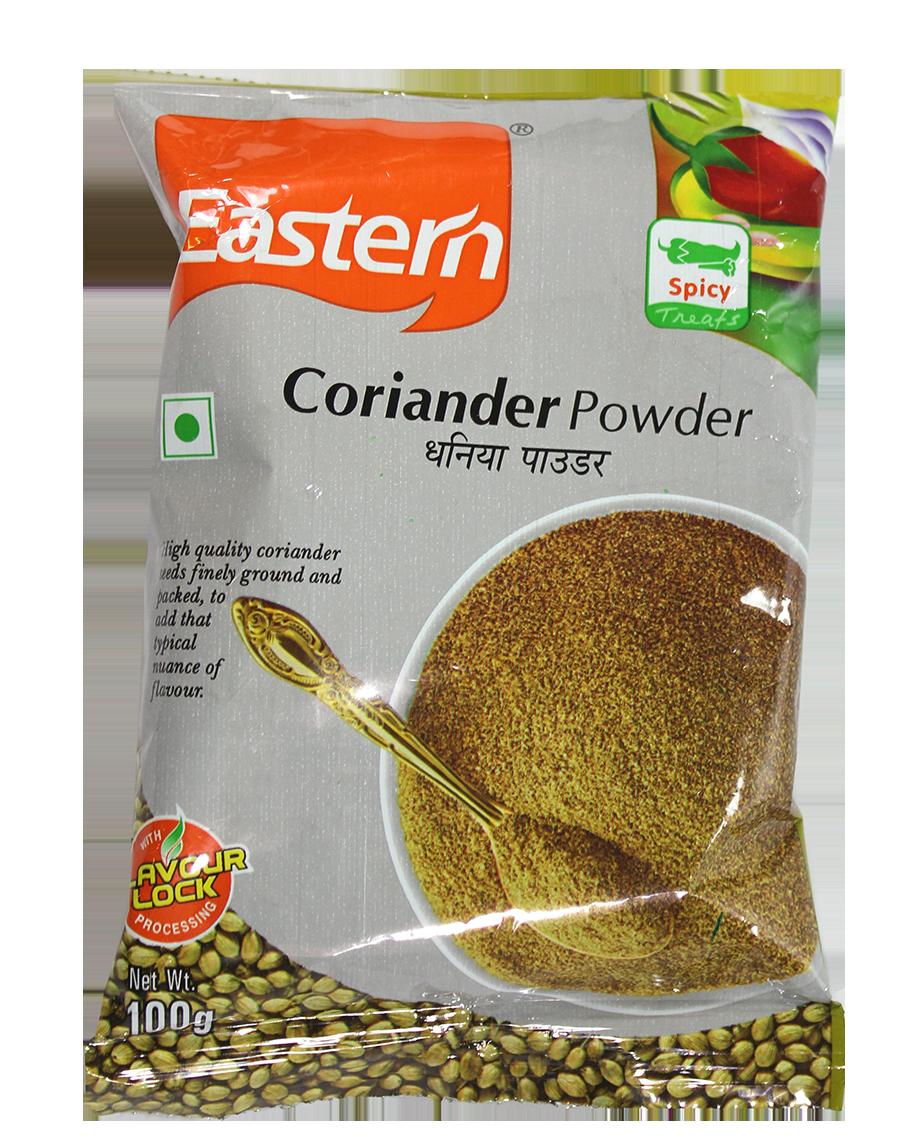 Eastern ®
Spicy
Treats
Coriander Powder
धनिया पाउडर
High quality coriander
seeds finely ground and
packed, to
add that
typical
nuance of
flavour.
WITH
FLAVOUR
LOCK
PROCESSING
Net Wt.
100g